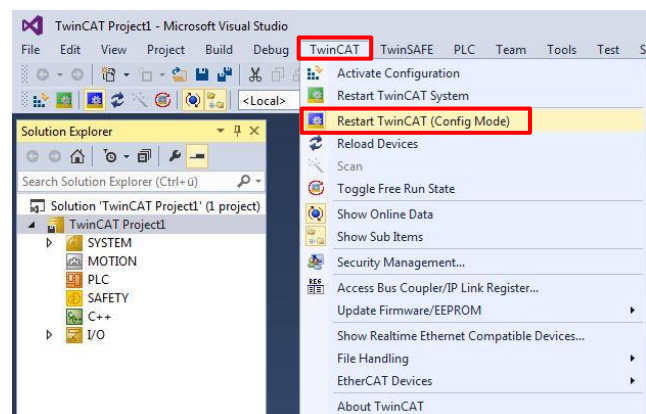 TwinCAT Project1 - Microsoft Visual Studio
File Edit View Project Build Debug TwinCAT TwinSAFE PLC Team Tools Test S
<Local>
Solution Explorer
Search Solution Explorer (Ctrl+ü)
Solution 'TwinCAT Project1' (1 project)
TwinCAT Project1
SYSTEM
MOTION
PLC
SAFETY
C++
I/O
Activate Configuration
Restart TwinCAT System
Restart TwinCAT (Config Mode)
Reload Devices
Scan
Toggle Free Run State
Show Online Data
Show Sub Items
Security Management...
Access Bus Coupler/IP Link Register...
Update Firmware/EEPROM
Show Realtime Ethernet Compatible Devices...
File Handling
EtherCAT Devices
About TwinCAT